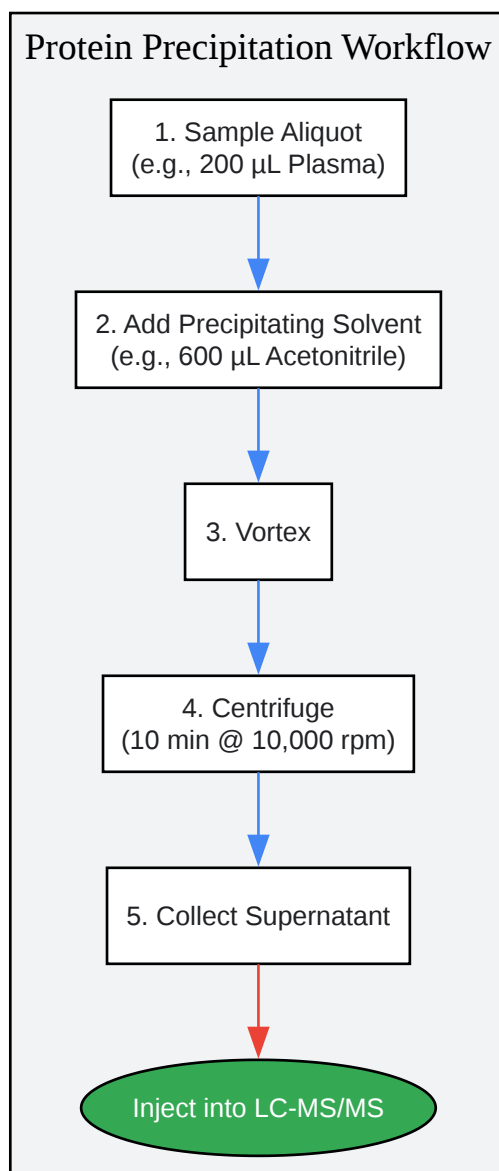 Protein Precipitation Workflow
1. Sample Aliquot
(e.g., 200 µL Plasma)
2. Add Precipitating Solvent
(e.g., 600 µL Acetonitrile)
3. Vortex
4. Centrifuge
(10 min @ 10,000 rpm)
5. Collect Supernatant
Inject into LC-MS/MS